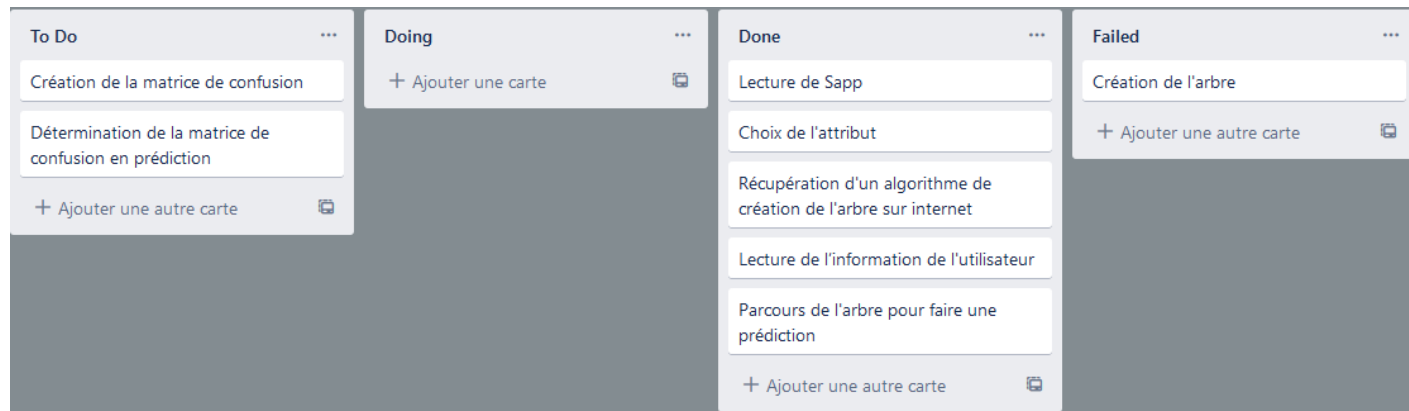 To Do
Création de la matrice de confusion
Détermination de la matrice de
confusion en prédiction
+ Ajouter une autre carte
Doing
+ Ajouter une carte
Done
Lecture de Sapp
Choix de l'attribut
Récupération d'un algorithme de
création de l'arbre sur internet
Lecture de l'information de l'utilisateur
Parcours de l'arbre pour faire une
prédiction
+ Ajouter une autre carte
Failed
Création de l'arbre
+ Ajouter une autre carte